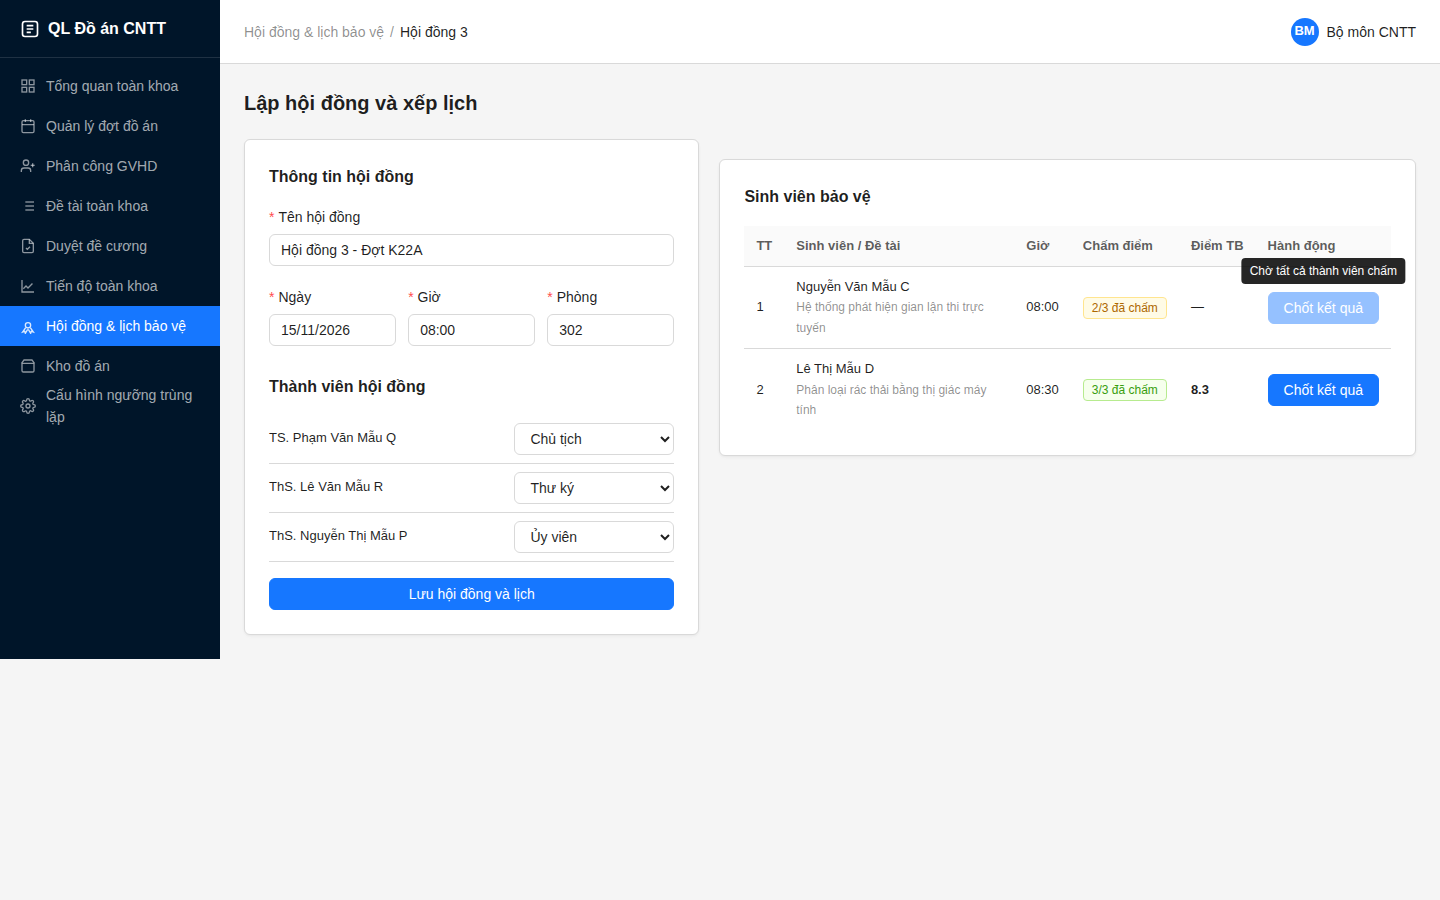 QL Đồ án CNTT
Tổng quan toàn khoa
Quản lý đợt đồ án
Phân công GVHD
Đề tài toàn khoa
Duyệt đề cương
Tiến độ toàn khoa
Hội đồng & lịch bảo vệ
Kho đồ án
Cấu hình ngưỡng trùng
lặp
Hội đồng & lịch bảo vệ / Hội đồng 3
BM Bộ môn CNTT
Lập hội đồng và xếp lịch
Thông tin hội đồng
* Tên hội đồng
Hội đồng 3 - Đợt K22A
* Ngày * Giờ * Phòng
15/11/2026 08:00 302
Thành viên hội đồng
TS. Phạm Văn Mẫu Q Chủ tịch
ThS. Lê Văn Mẫu R Thư ký
ThS. Nguyễn Thị Mẫu P Ủy viên
Lưu hội đồng và lịch
Sinh viên bảo vệ
TT Sinh viên / Đề tài Giờ Chấm điểm Điểm TB Hành động
Chờ tất cả thành viên chấm
Nguyễn Văn Mẫu C
1 Hệ thống phát hiện gian lận thi trực 08:00 2/3 đã chấm — Chốt kết quả
tuyến
Lê Thị Mẫu D
2 Phân loại rác thải bằng thị giác máy 08:30 3/3 đã chấm 8.3 Chốt kết quả
tính